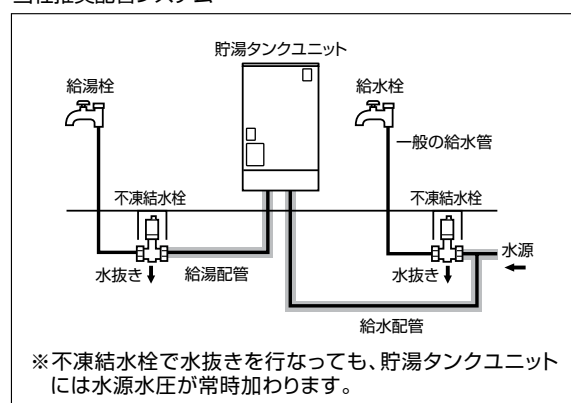 当社推奨配管システム
貯湯タンクユニット
給湯栓
給水栓
一般の給水管
不凍結水栓
不凍結水栓
水源
水抜き
給湯配管
水抜き
給水配管
※不凍結水栓で水抜きを行なっても、貯湯タンクユニット
には水源水圧が常時加わります。